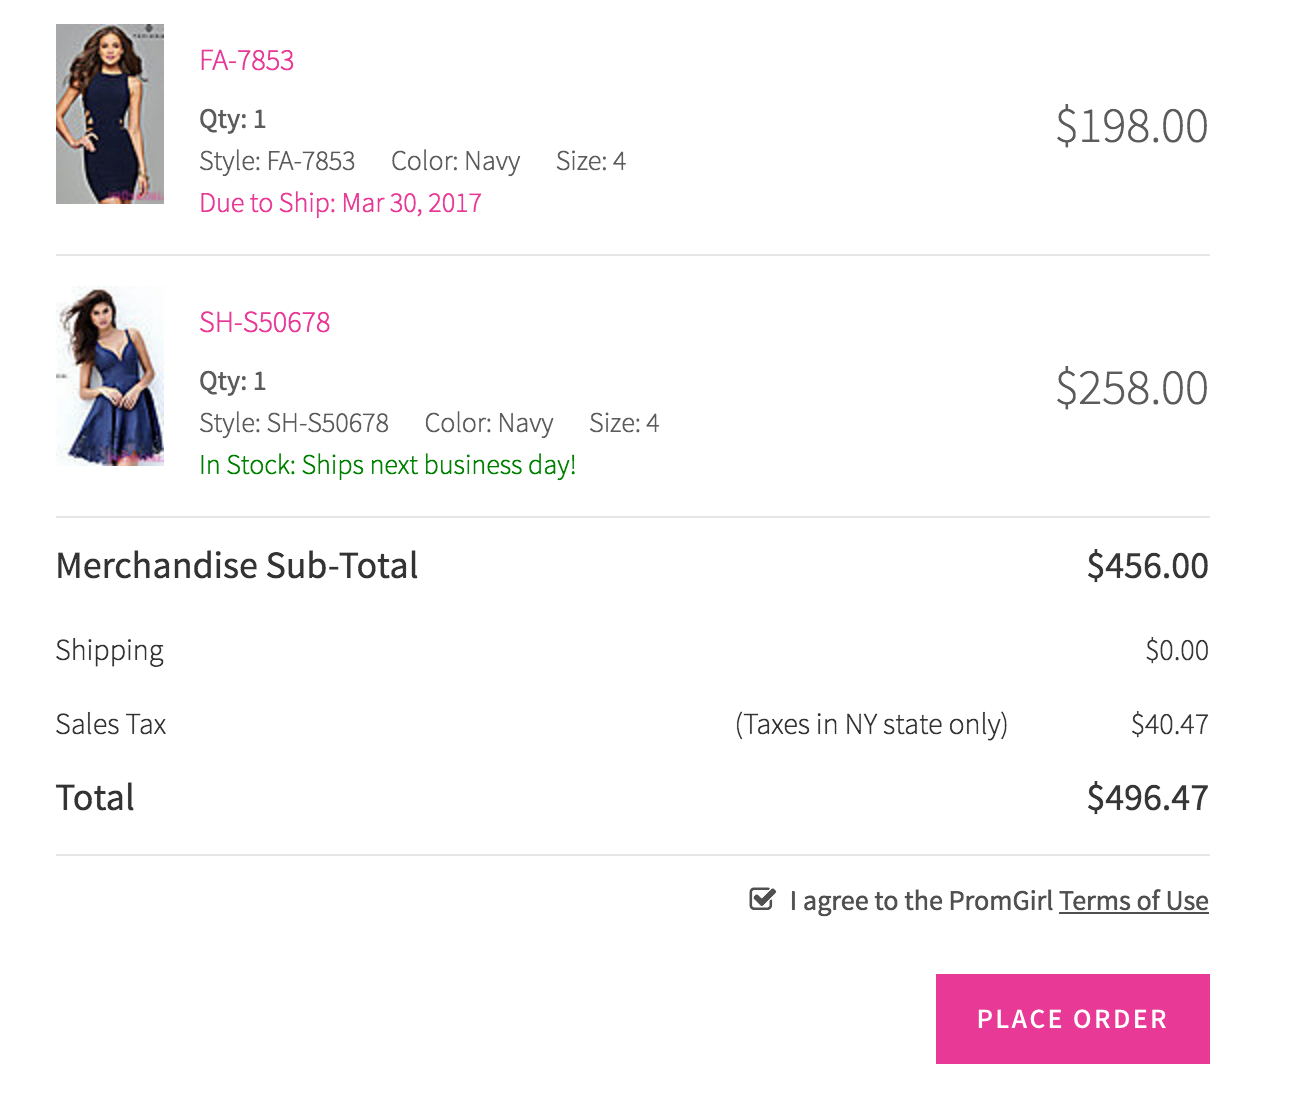 FA-7853
Qty: 1
$198.00
Style: FA-7853 Color: Navy Size: 4
Due to Ship: Mar 30, 2017
SH-S50678
Qty: 1
$258.00
Style: SH-S50678 Color: Navy Size: 4
In Stock: Ships next business day!
Merchandise Sub-Total $456.00
Shipping $0.00
Sales Tax (Taxes in NY state only) $40.47
Total $496.47
I agree to the PromGirl Terms of Use
PLACE ORDER